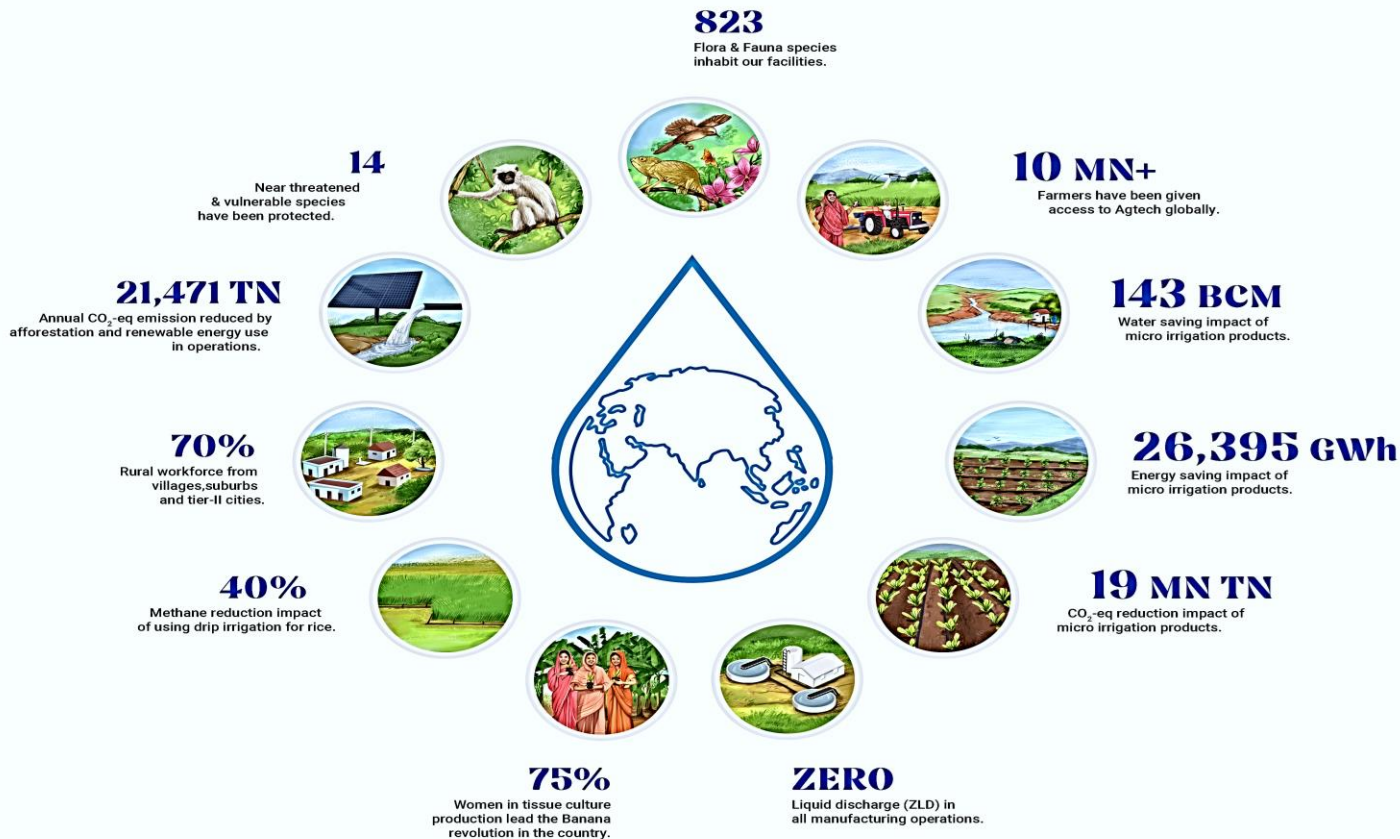 823
Flora & Fauna species
inhabit our facilities.
10 MN+
Farmers have been given
access to Agtech globally.
143 BCM
Water saving impact of
micro irrigation products.
26,395 GWh
Energy saving impact of
micro irrigation products.
19 MN TN
CO₂-eq reduction impact of
micro irrigation products.
ZERO
Liquid discharge (ZLD) in
all manufacturing operations.
75%
Women in tissue culture
production lead the Banana
revolution in the country.
40%
Methane reduction impact
of using drip irrigation for rice.
70%
Rural workforce from
villages,suburbs
and tier-II cities.
21,471 TN
Annual CO₂-eq emission reduced by
afforestation and renewable energy use
in operations.
14
Near threatened
& vulnerable species
have been protected.